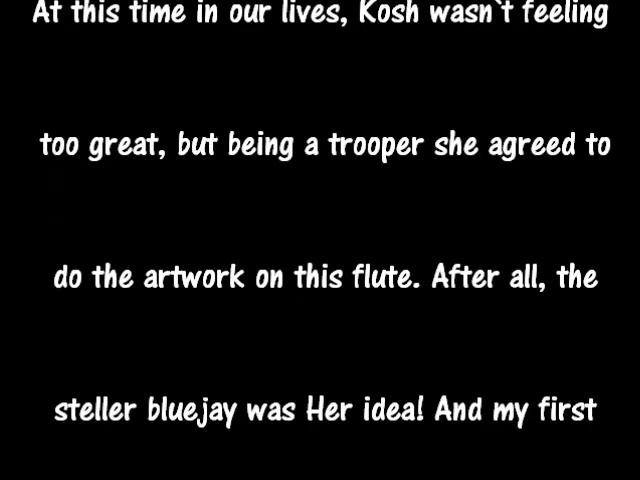 At this time in our lives, Kosh wasn`t feeling
too great, but being a trooper she agreed to
do the artwork on this flute. After all, the
steller bluejay was Her idea! And my first